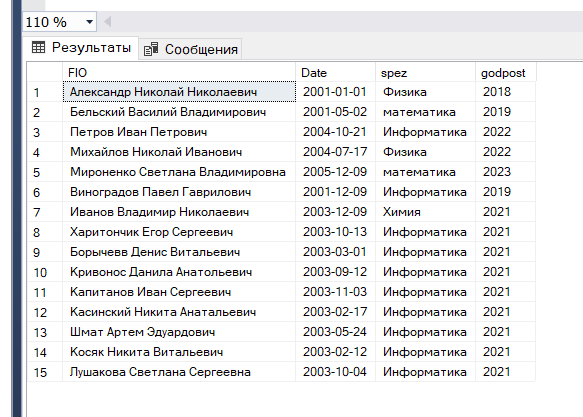 110 %
Результаты Сообщения
FIO Date spez godpost
1 Александр Николай Николаевич 2001-01-01 Физика 2018
2 Бельский Василий Владимирович 2001-05-02 математика 2019
3 Петров Иван Петрович 2004-10-21 Информатика 2022
4 Михайлов Николай Иванович 2004-07-17 Физика 2022
5 Мироненко Светлана Владимировна 2005-12-09 математика 2023
6 Виноградов Павел Гаврилович 2001-12-09 Информатика 2019
7 Иванов Владимир Николаевич 2003-12-09 Химия 2021
8 Харитончик Егор Сергеевич 2003-10-13 Информатика 2021
9 Борычевв Денис Витальевич 2003-03-01 Информатика 2021
10 Кривонос Данила Анатольевич 2003-09-12 Информатика 2021
11 Капитанов Иван Сергеевич 2003-11-03 Информатика 2021
12 Касинский Никита Анатальевич 2003-02-17 Информатика 2021
13 Шмат Артем Эдуардович 2003-05-24 Информатика 2021
14 Косяк Никита Витальевич 2003-02-12 Информатика 2021
15 Лушакова Светлана Сергеевна 2003-10-04 Информатика 2021